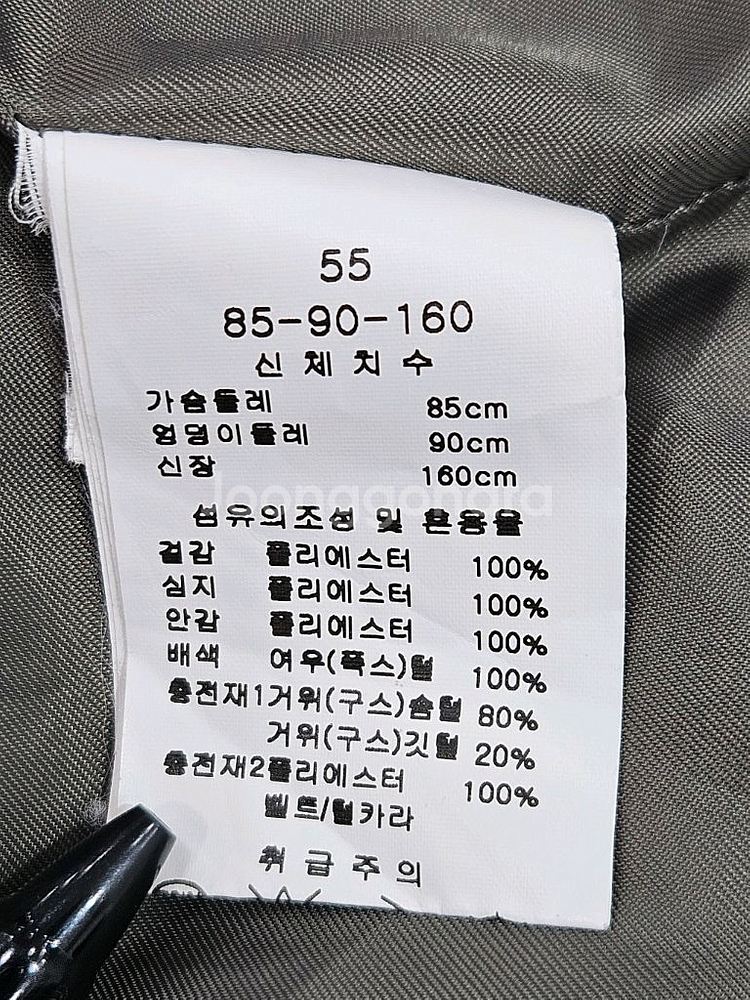 55
85-90-160
신체치수
가슴둘레 85cm
엉덩이둘레 90cm
신장 160cm
섬유의조성 및 혼용율
겉감 폴리에스터 100%
심지 폴리에스터 100%
안감 폴리에스터 100%
배색 여우(폭스)털 100%
충전재1거위(구스)솜털 80%
거위(구스)깃털 20%
충전재2폴리에스터 100%
벨트/털카라
취급주의
joonggonara